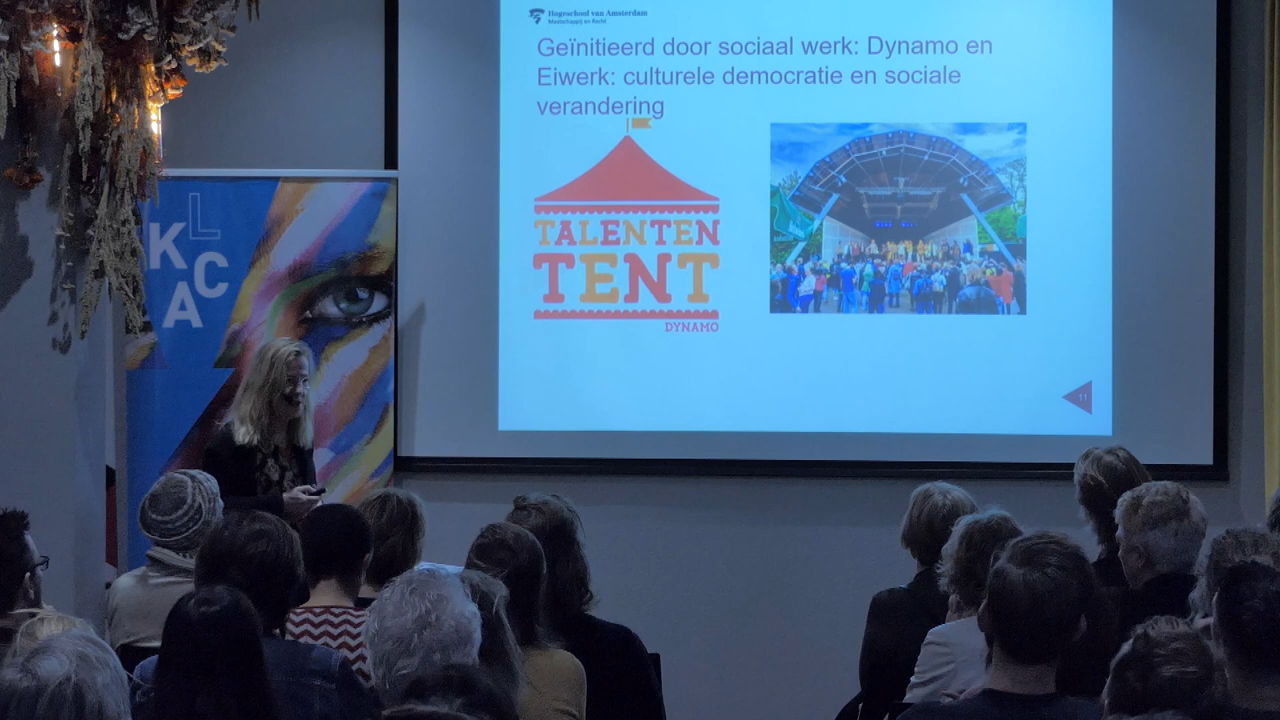 Hogeschool van Amsterdam
Maatschappij en Recht
Geïnitieerd door sociaal werk: Dynamo en
Eiwerk: culturele democratie en sociale
verandering
TALENTEN
TENT
DYNAMO
11
L
K
C
A